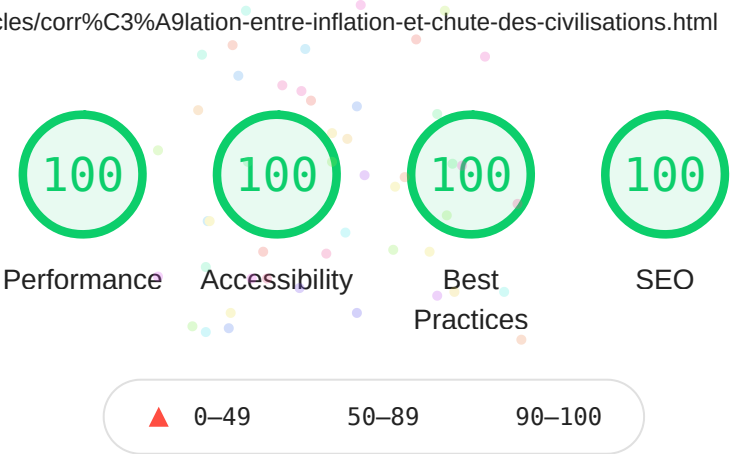 cles/corr%C3%A9lation-entre-inflation-et-chute-des-civilisations.html
100 100 100 100
Performance Accessibility Best Practices SEO
0–49 50–89 90–100